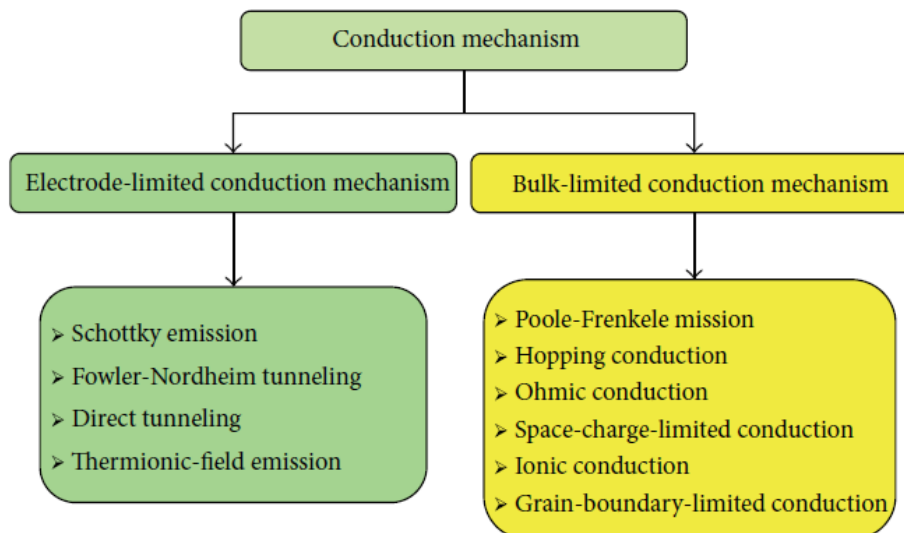 Conduction mechanism
Electrode-limited conduction mechanism
Bulk-limited conduction mechanism
➢ Schottky emission
➢ Fowler-Nordheim tunneling
➢ Direct tunneling
➢ Thermionic-field emission
➢ Poole-Frenkele mission
➢ Hopping conduction
➢ Ohmic conduction
➢ Space-charge-limited conduction
➢ Ionic conduction
➢ Grain-boundary-limited conduction